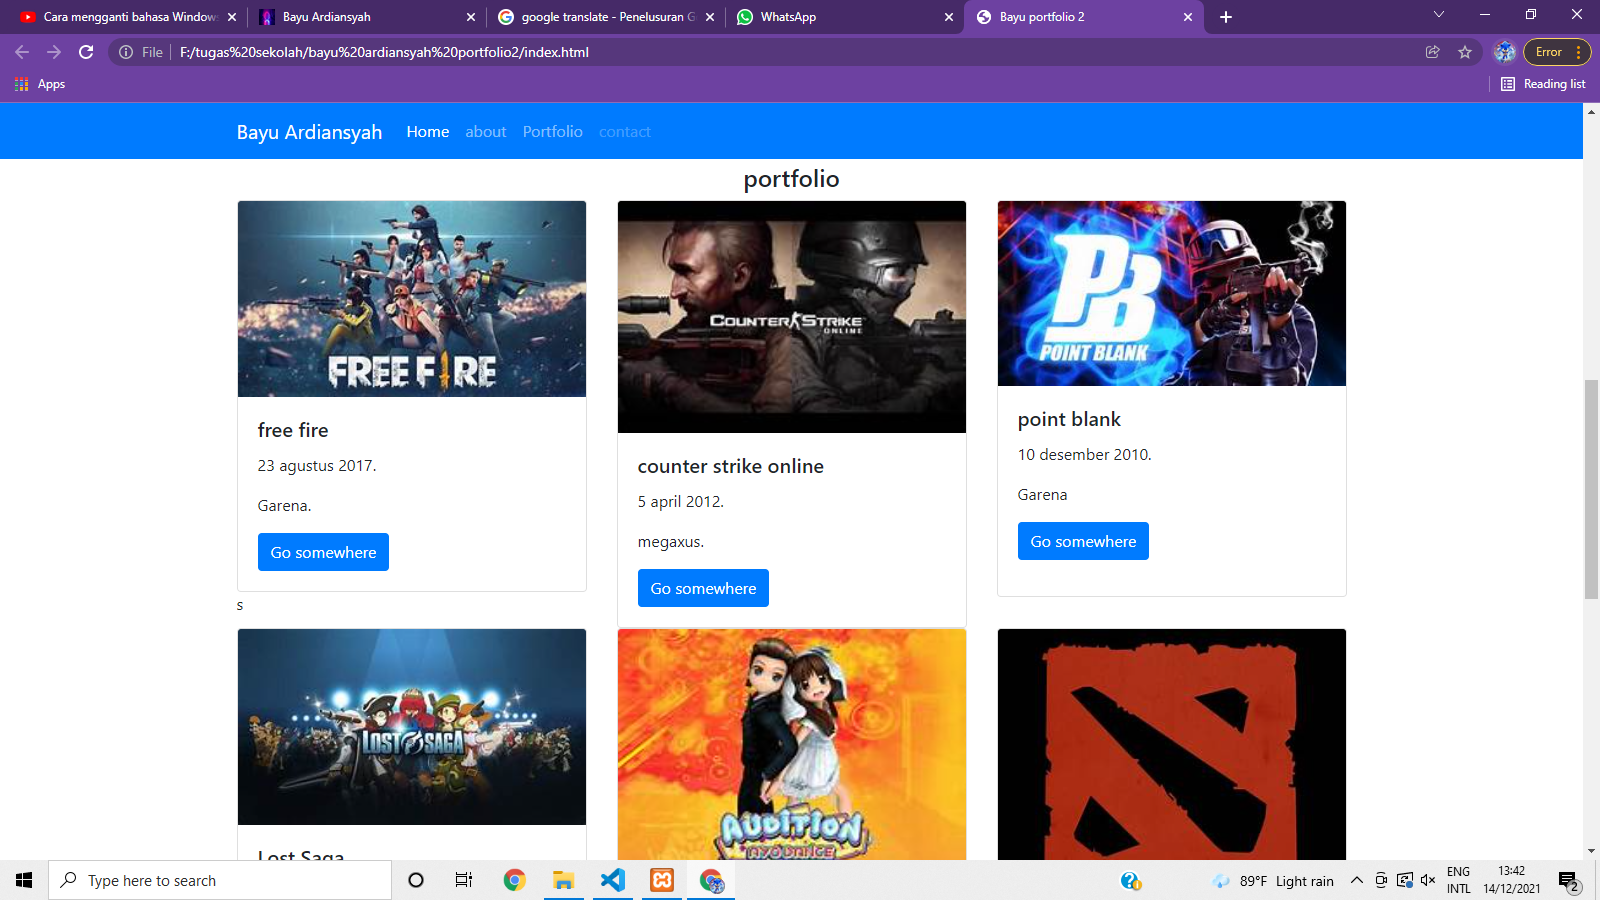 Cara mengganti bahasa Window
Bayu Ardiansyah
google translate - Penelusuran G
WhatsApp
Bayu portfolio 2
File
F:/tugas%20sekolah/bayu%20ardiansyah%20portfolio2/index.html
Error
Apps
Reading list
Bayu Ardiansyah Home about Portfolio contact
portfolio
FREE FIRE
free fire
23 agustus 2017.
Garena.
Go somewhere
s
COUNTER STRIKE
ONLINE
counter strike online
5 april 2012.
megaxus.
Go somewhere
PB
POINT BLANK
point blank
10 desember 2010.
Garena
Go somewhere
LOST SAGA
Lost Saga
AUDITION
AYODANCE
Type here to search
89°F Light rain
ENG
INTL
13:42
14/12/2021
2